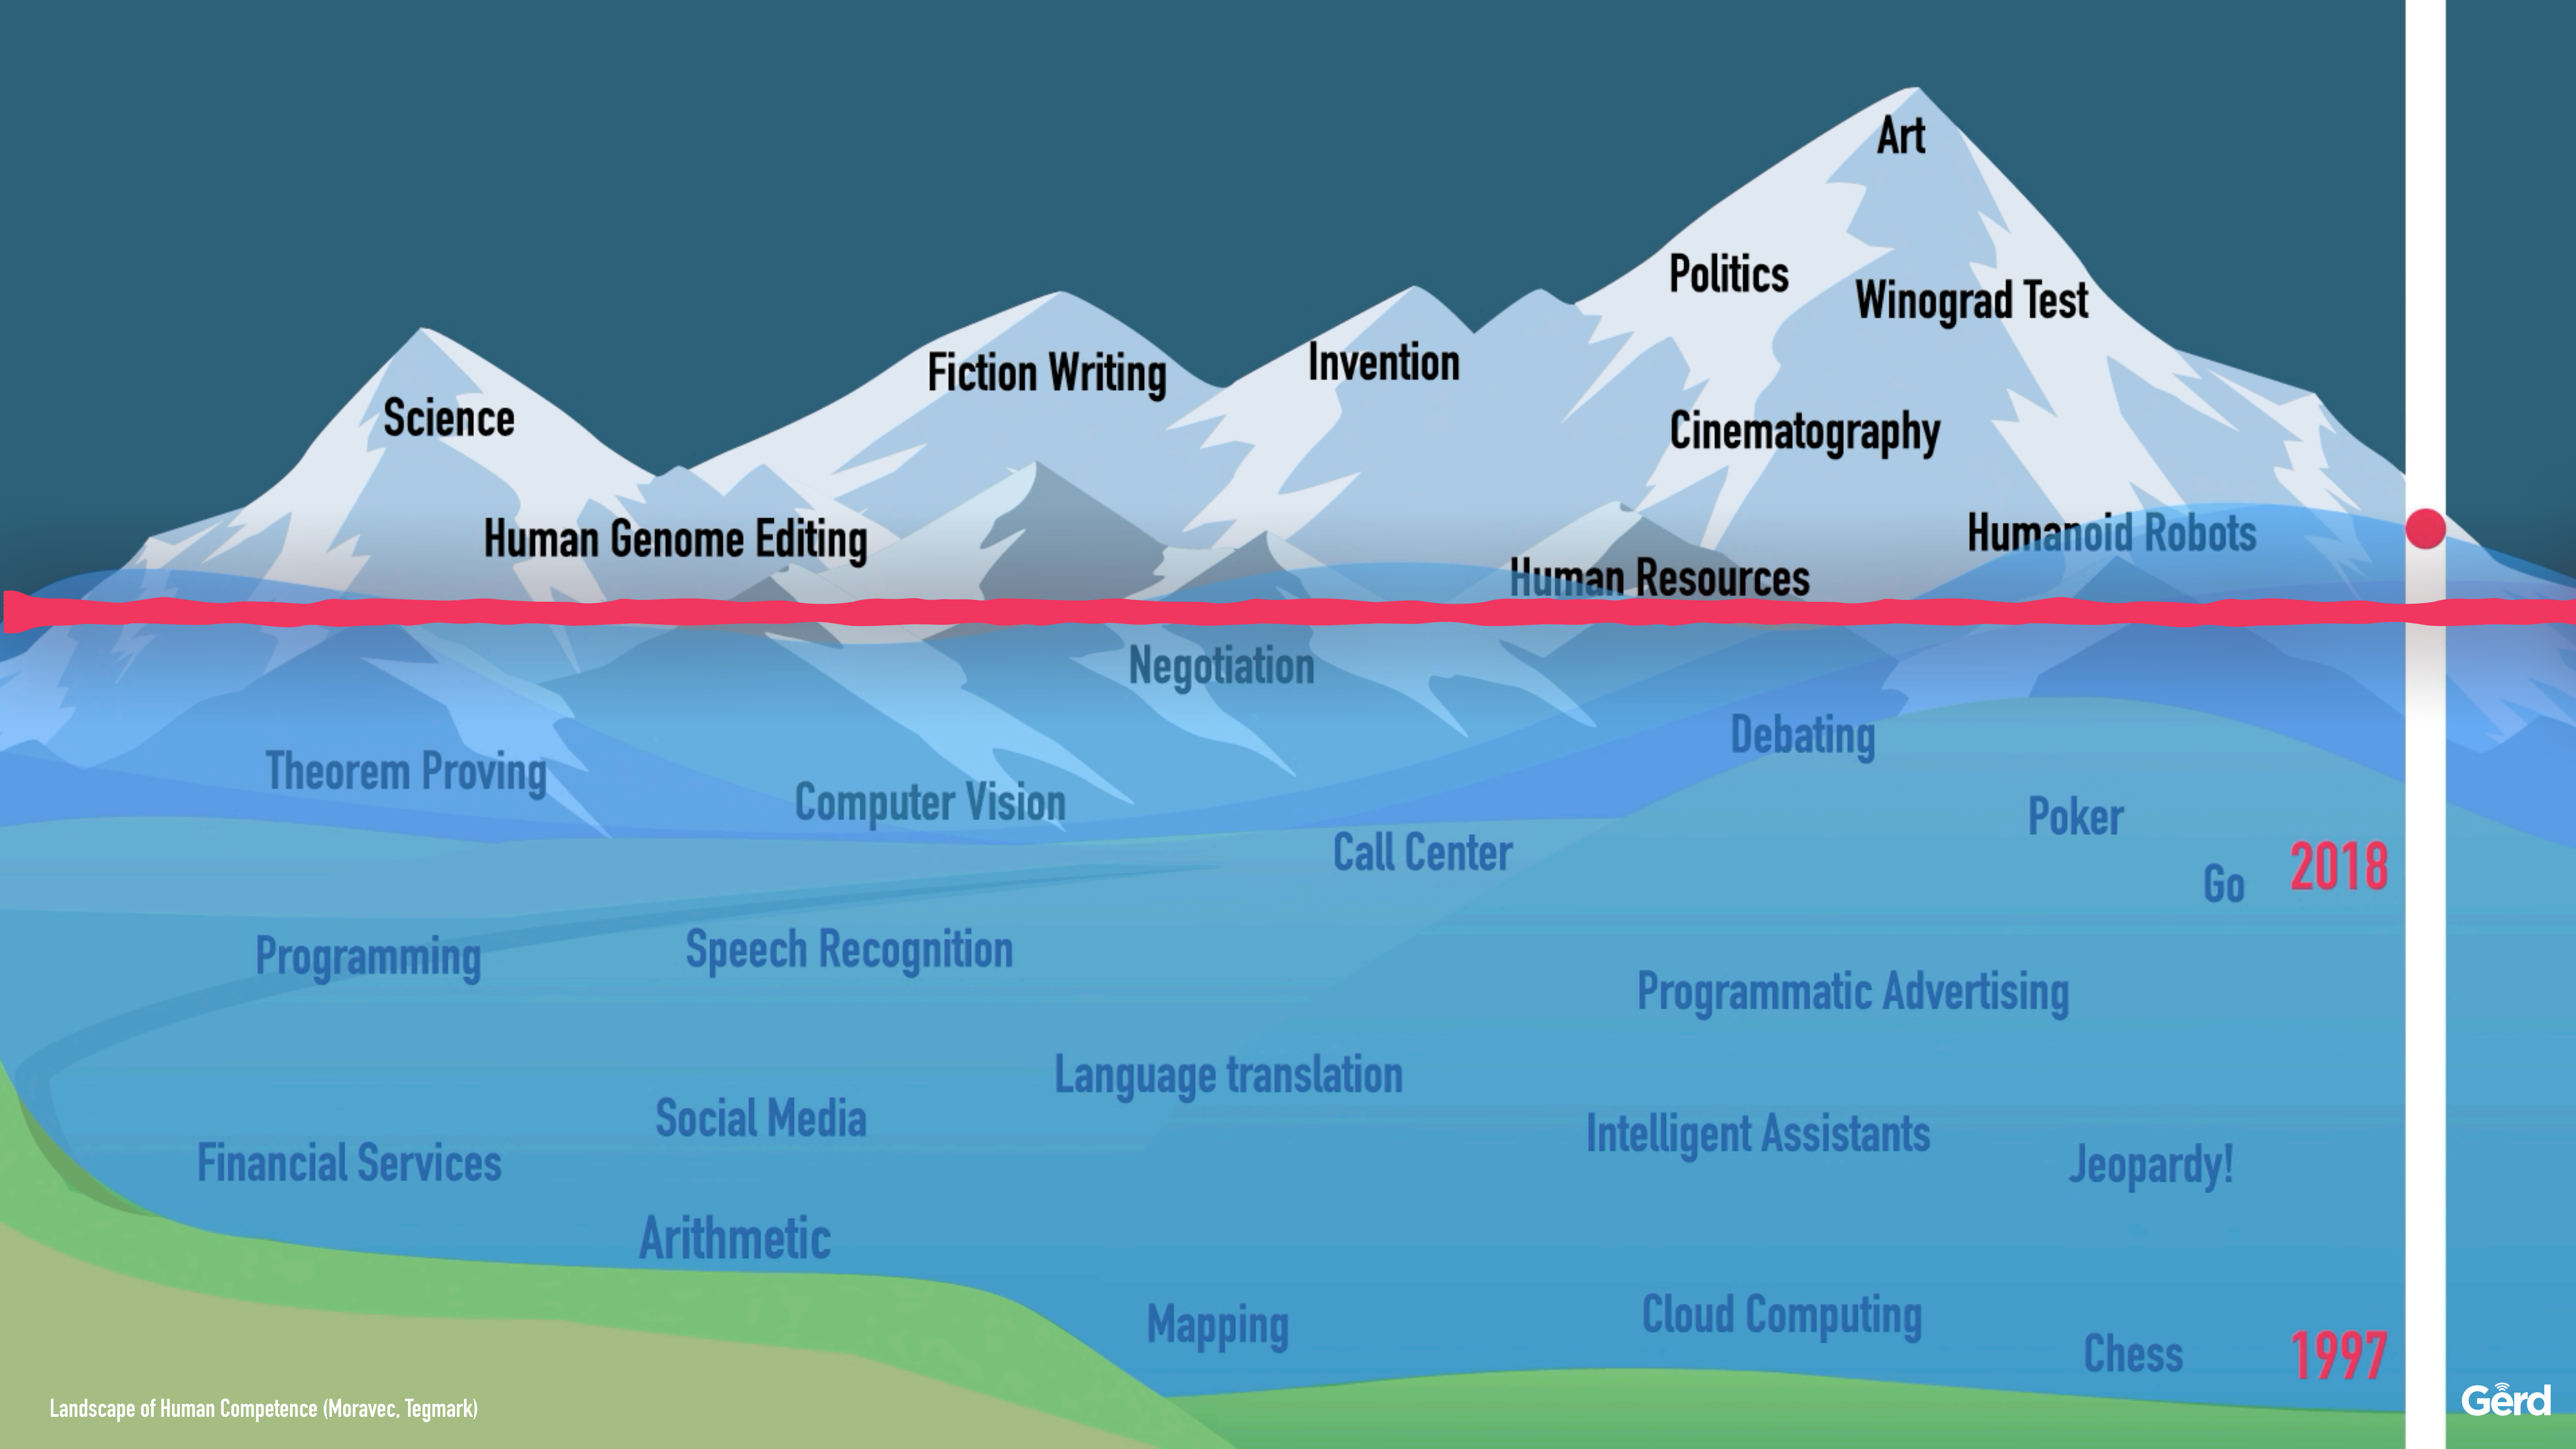 Art
Politics
Winograd Test
Fiction Writing
Invention
Science
Cinematography
Human Genome Editing
Humanoid Robots
Human Resources
Negotiation
Debating
Theorem Proving
Computer Vision
Poker
Call Center
2018
Go
Speech Recognition
Programming
Programmatic Advertising
Language translation
Social Media
Intelligent Assistants
Financial Services
Jeopardy!
Arithmetic
Cloud Computing
Mapping
Chess
1997
Landscape of Human Competence (Moravec, Tegmark)
Gerd